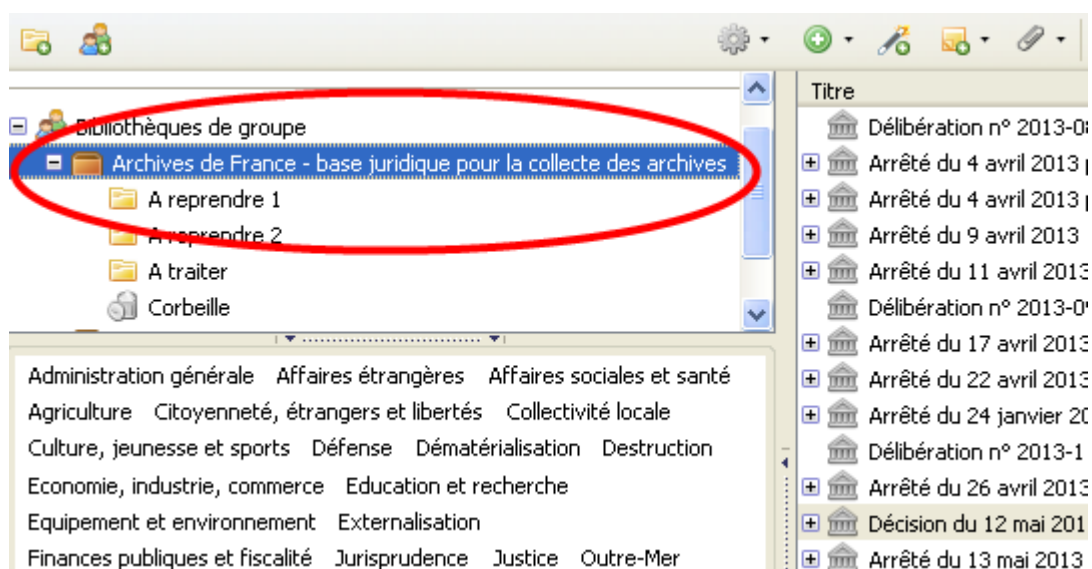 Bibliothèques de groupe
Archives de France - base juridique pour la collecte des archives
A reprendre 1
A reprendre 2
A traiter
Corbeille
Administration générale Affaires étrangères Affaires sociales et santé
Agriculture Citoyenneté, étrangers et libertés Collectivité locale
Culture, jeunesse et sports Défense Dématérialisation Destruction
Economie, industrie, commerce Education et recherche
Equipement et environnement Externalisation
Finances publiques et fiscalité Jurisprudence Justice Outre-Mer
Titre
Délibération n° 2013-0
Arrêté du 4 avril 2013 p
Arrêté du 4 avril 2013 p
Arrêté du 9 avril 2013
Arrêté du 11 avril 2013
Délibération n° 2013-0
Arrêté du 17 avril 2013
Arrêté du 22 avril 2013
Arrêté du 24 janvier 20
Délibération n° 2013-1
Arrêté du 26 avril 2013
Décision du 12 mai 201
Arrêté du 13 mai 2013